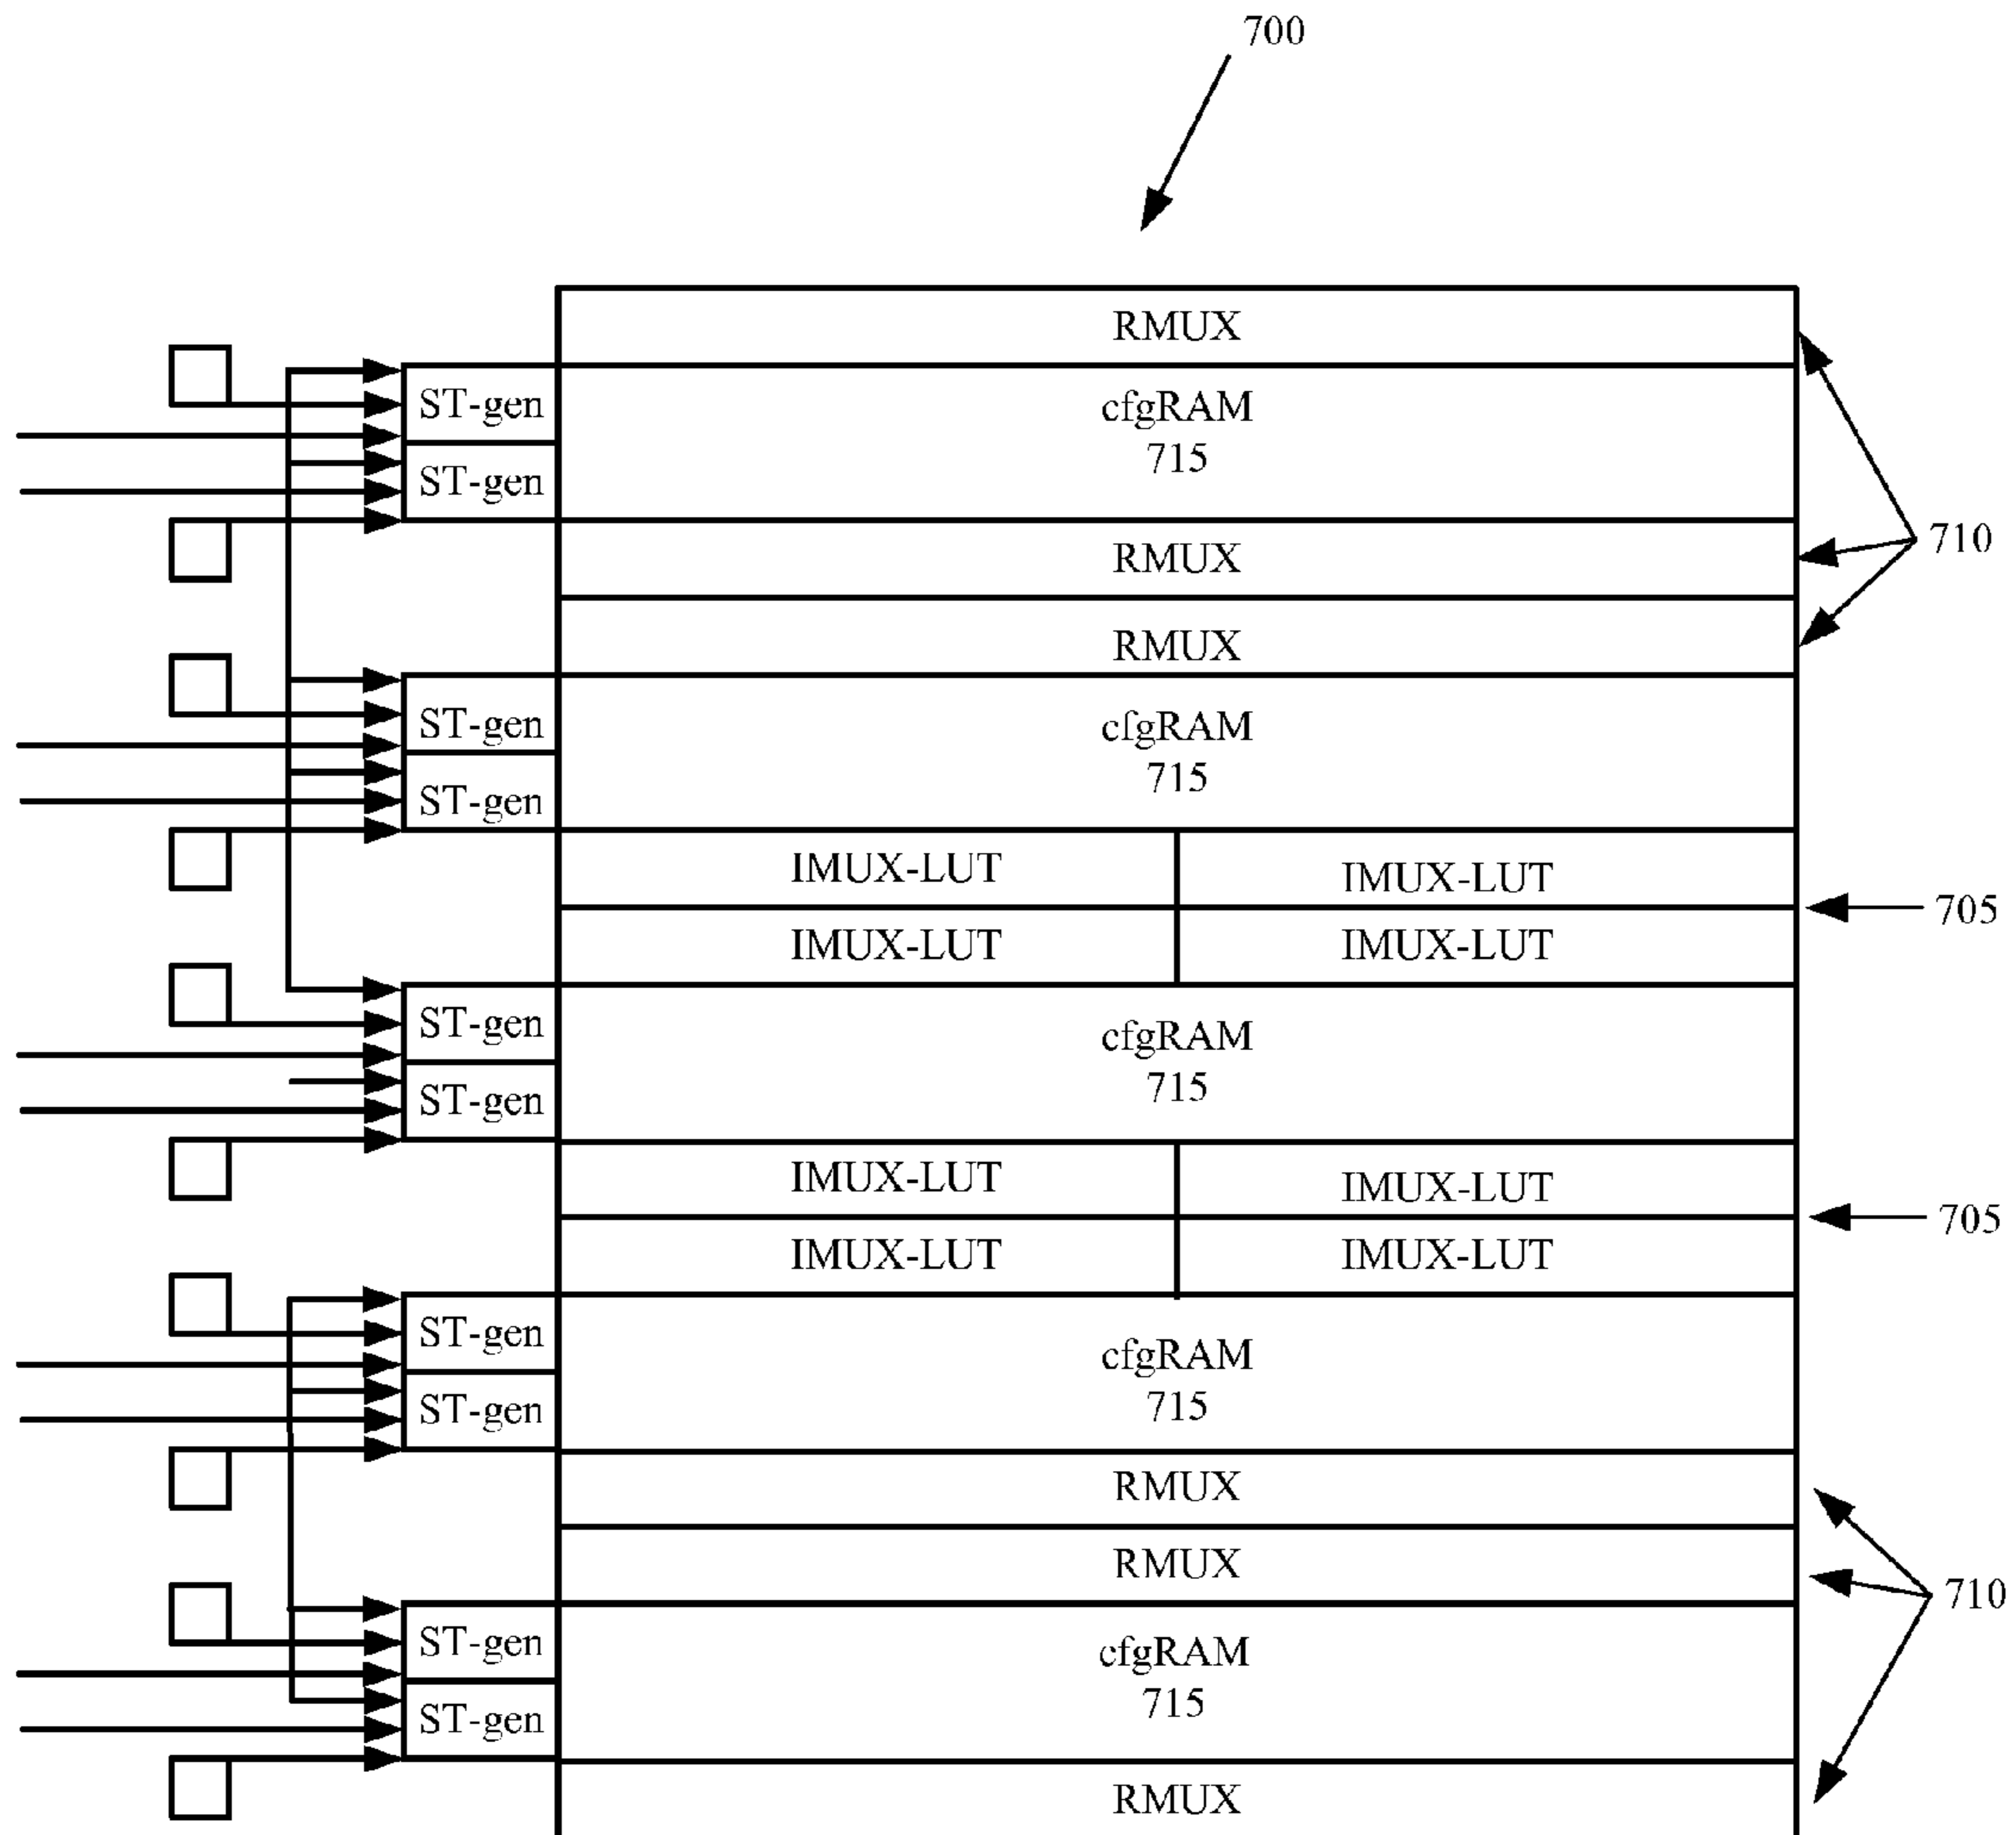 700
RMUX
ST-gen
cfgRAM
715
ST-gen
RMUX
710
RMUX
ST-gen
cfgRAM
715
ST-gen
IMUX-LUT IMUX-LUT
705
IMUX-LUT IMUX-LUT
ST-gen
cfgRAM
715
ST-gen
IMUX-LUT IMUX-LUT
705
IMUX-LUT IMUX-LUT
ST-gen
cfgRAM
715
ST-gen
RMUX
RMUX
710
ST-gen
cfgRAM
715
ST-gen
RMUX